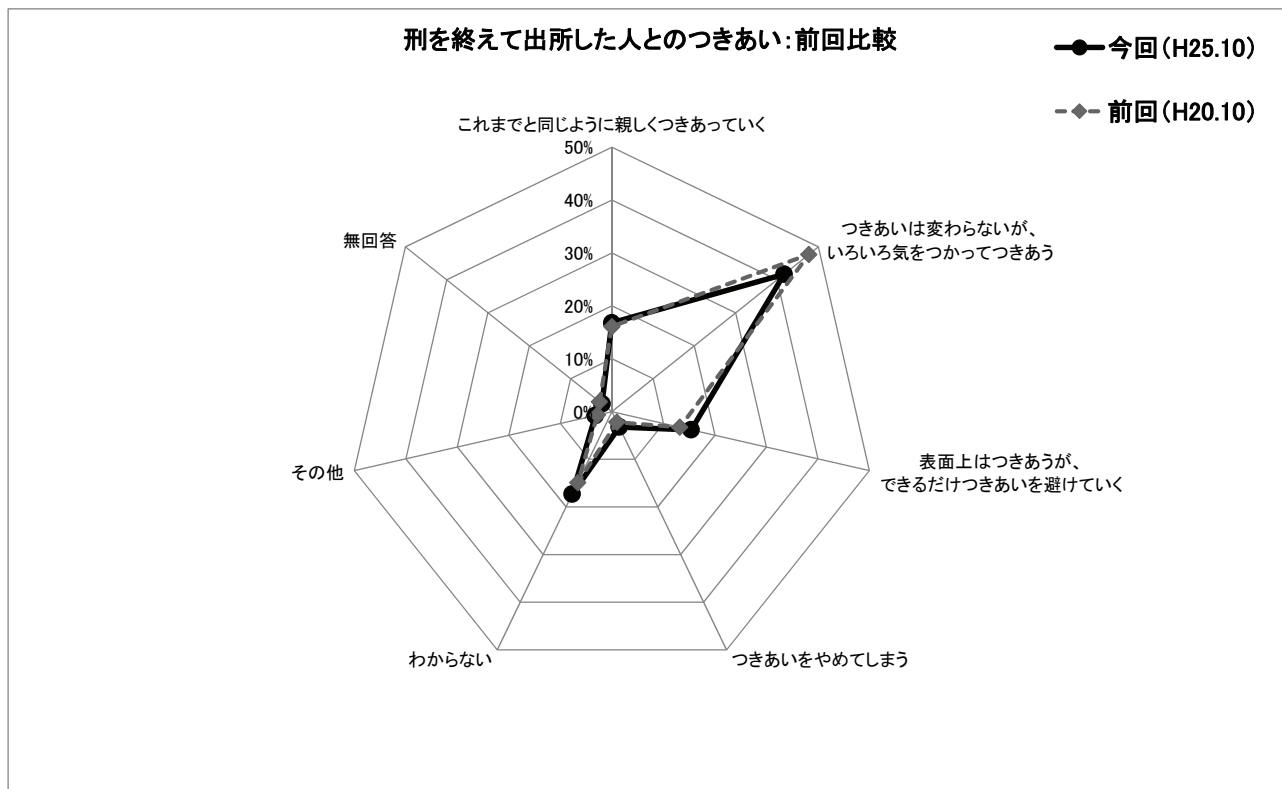 刑を終えて出所した人とのつきあい：前回比較
今回（H25.10）
前回（H20.10）
これまでと同じように親しくつきあっていく
50%
40%
30%
20%
10%
0%
つきあいは変わらないが、
いろいろ気をつかってつきあう
表面上はつきあうが、
できるだけつきあいを避けていく
つきあいをやめてしまう
わからない
その他
無回答